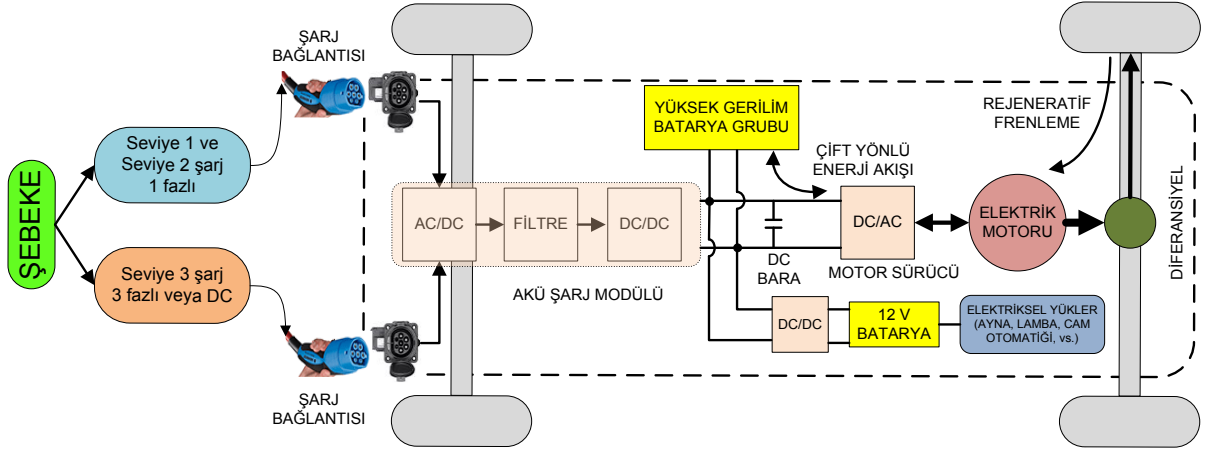 ŞEBEKE
Seviye 1 ve
Seviye 2 şarj
1 fazlı
Seviye 3 şarj
3 fazlı veya DC
ŞARJ
BAĞLANTISI
ŞARJ
BAĞLANTISI
AC/DC
FİLTRE
DC/DC
AKÜ ŞARJ MODÜLÜ
YÜKSEK GERİLİM
BATARYA GRUBU
ÇİFT YÖNLÜ
ENERJİ AKIŞI
DC
BARA
DC/AC
MOTOR SÜRÜCÜ
ELEKTRİK
MOTORU
REJENERATİF
FRENLEME
DİFERANSİYEL
DC/DC
12 V
BATARYA
ELEKTRİKSEL YÜKLER
(AYNA, LAMBA, CAM
OTOMATİĞİ, vs.)